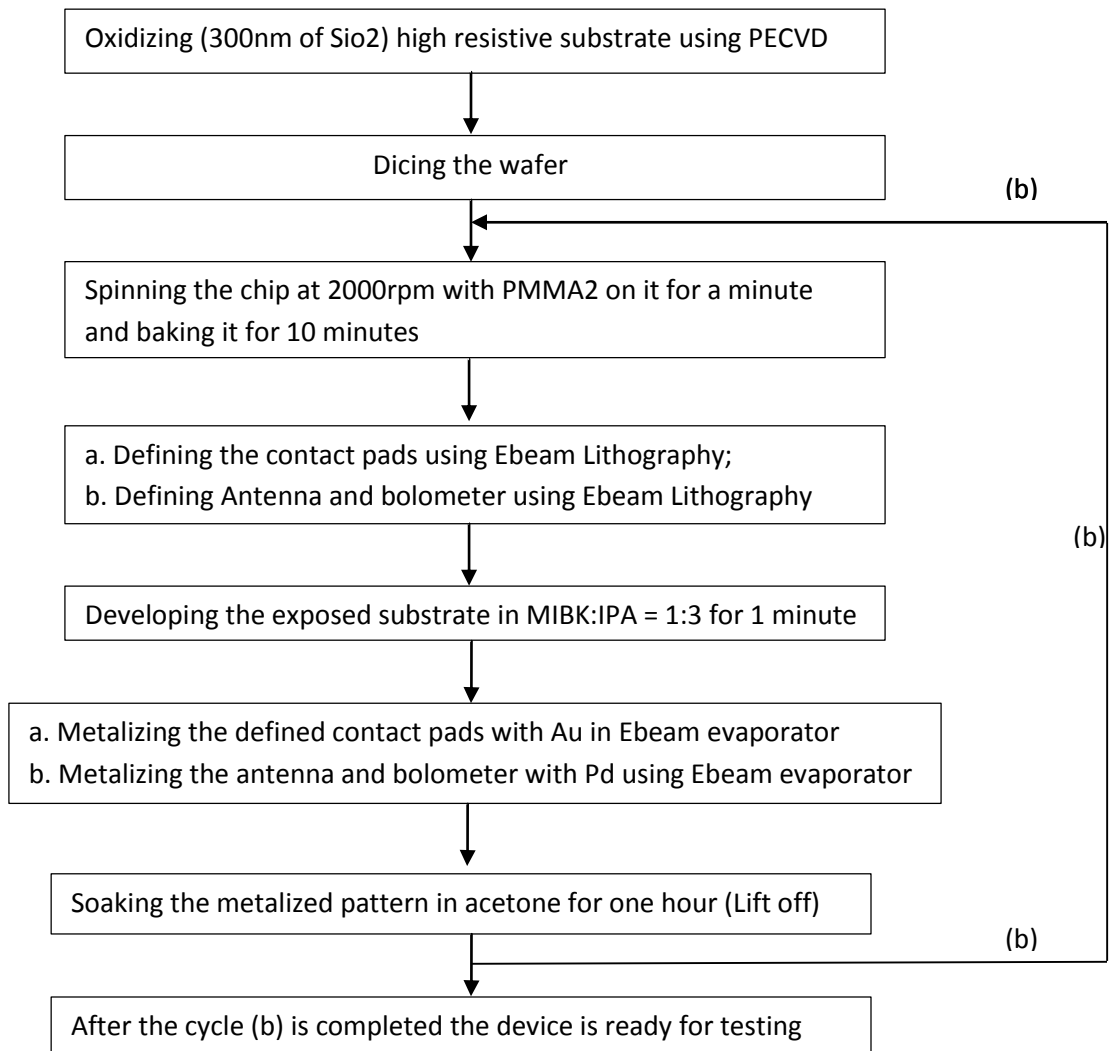 Oxidizing (300nm of Sio2) high resistive substrate using PECVD
Dicing the wafer
(b)
Spinning the chip at 2000rpm with PMMA2 on it for a minute
and baking it for 10 minutes
a. Defining the contact pads using Ebeam Lithography;
b. Defining Antenna and bolometer using Ebeam Lithography
(b)
Developing the exposed substrate in MIBK:IPA = 1:3 for 1 minute
a. Metalizing the defined contact pads with Au in Ebeam evaporator
b. Metalizing the antenna and bolometer with Pd using Ebeam evaporator
Soaking the metalized pattern in acetone for one hour (Lift off)
(b)
After the cycle (b) is completed the device is ready for testing